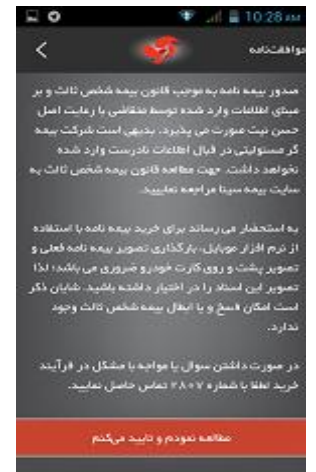 10:28 AM
موافقتنامه
صدور بیمه نامه به موجب قانون بیمه شخص ثالث و بر
مبنای اطلاعات وارد شده توسط متقاضی با رعایت اصل
حسن نیت صورت می پذیرد. بدیهی است شرکت بیمه
گر مسئولیتی در قبال اطلاعات نادرست وارد شده
نخواهد داشت. جهت مطالعه قانون بیمه شخص ثالث به
سایت بیمه سینا مراجعه نمایید.
به استحضار می رساند برای خرید بیمه نامه با استفاده
از نرم افزار موبایل، بارگذاری تصویر بیمه نامه فعلی و
تصویر پشت و روی کارت خودرو ضروری می باشد؛ لذا
تصویر این اسناد را در اختیار داشته باشید. شایان ذکر
است امکان فسخ و یا ابطال بیمه شخص ثالث وجود
ندارد.
در صورت داشتن سوال یا مواجه با مشکل در فرآیند
خرید لطفا با شماره ۲۸۰۷ تماس حاصل نمایید.
مطالعه نمودم و تایید می‌کنم